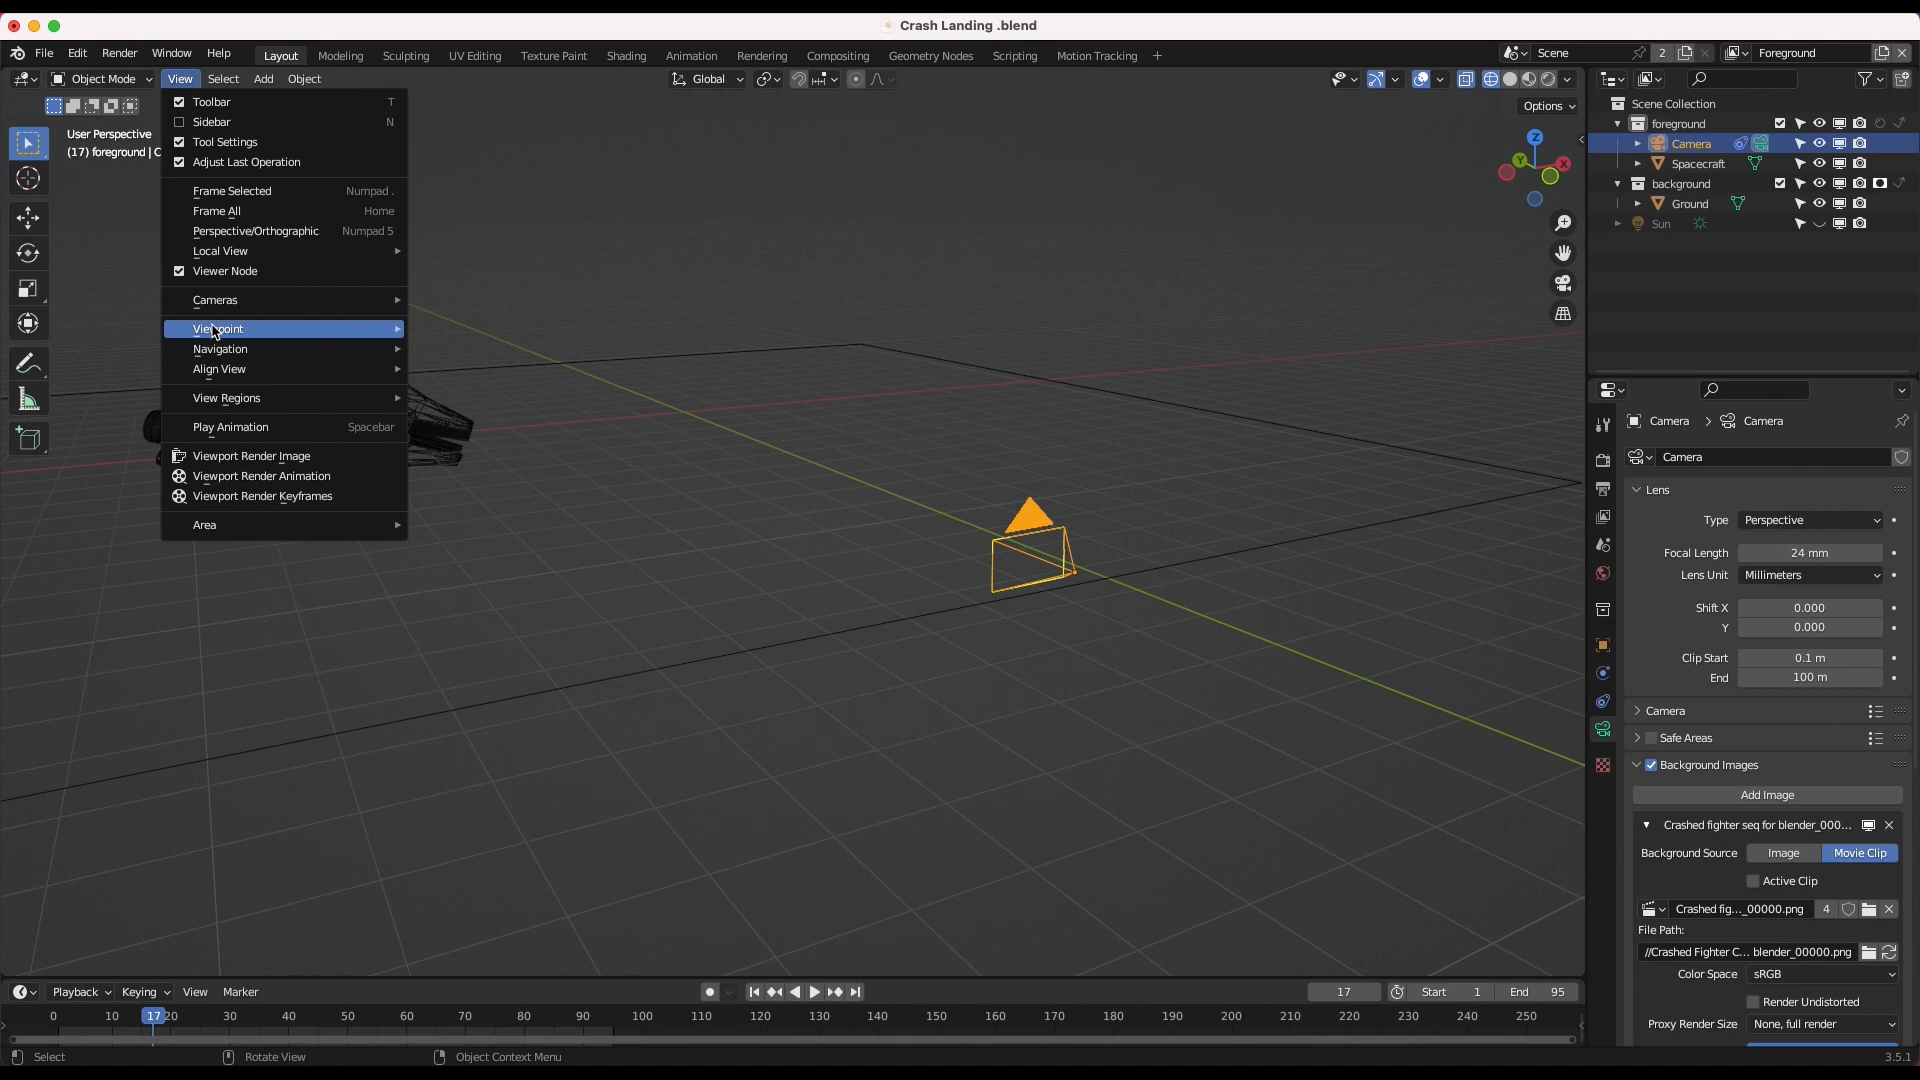 Crash Landing .blend
File Edit Render Window Help Layout Modeling Sculpting UV Editing Texture Paint Shading Animation Rendering Compositing Geometry Nodes Scripting Motion Tracking + Scene 2 Foreground
Object Mode View Select Add Object Global
Options
User Perspective
(17) foreground | C
Toolbar T
Sidebar N
Tool Settings
Adjust Last Operation
Frame Selected Numpad .
Frame All Home
Perspective/Orthographic Numpad 5
Local View
Viewer Node
Cameras
Viewpoint
Navigation
Align View
View Regions
Play Animation Spacebar
Viewport Render Image
Viewport Render Animation
Viewport Render Keyframes
Area
Z
Y
X
Scene Collection
foreground
Camera
Spacecraft
background
Ground
Sun
Camera > Camera
Camera
Lens
Type Perspective
Focal Length 24 mm
Lens Unit Millimeters
Shift X 0.000
Y 0.000
Clip Start 0.1 m
End 100 m
Camera
Safe Areas
Background Images
Add Image
Crashed fighter seq for blender_000...
Background Source Image Movie Clip
Active Clip
Crashed fig..._00000.png 4
File Path:
//Crashed Fighter C... blender_00000.png
Color Space sRGB
Render Undistorted
Proxy Render Size None, full render
Playback Keying View Marker 17 Start 1 End 95
0 10 17 20 30 40 50 60 70 80 90 100 110 120 130 140 150 160 170 180 190 200 210 220 230 240 250
Select Rotate View Object Context Menu 3.5.1